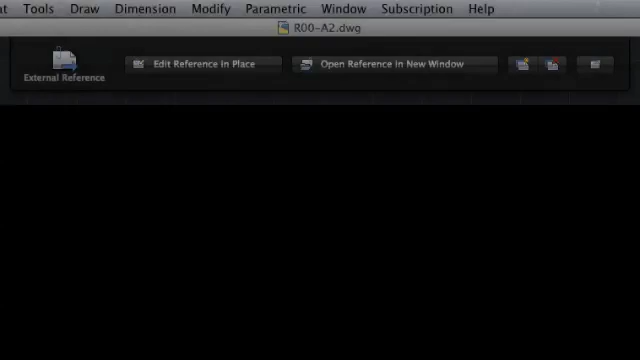 at Tools Draw Dimension Modify Parametric Window Subscription Help
R00-A2.dwg
Edit Reference in Place Open Reference in New Window
External Reference